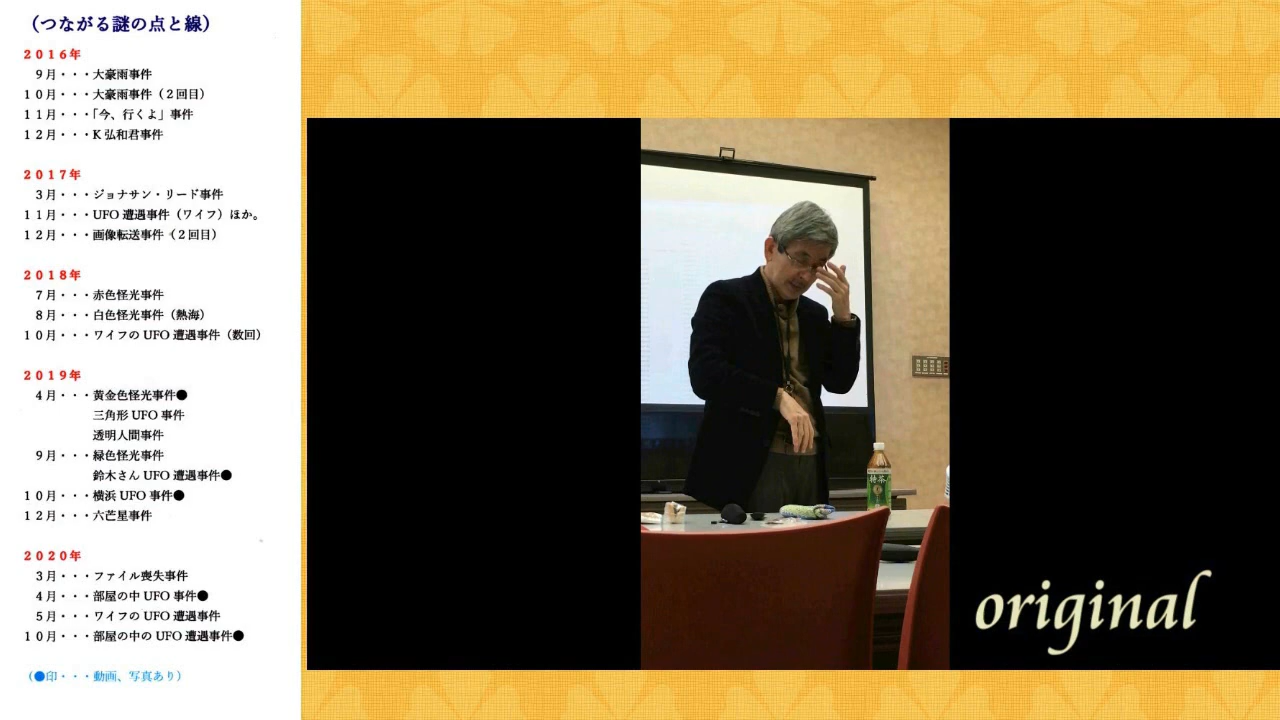 （つながる謎の点と線）
２０１６年
９月・・・大豪雨事件
１０月・・・大豪雨事件（２回目）
１１月・・・「今、行くよ」事件
１２月・・・K 弘和君事件
２０１７年
３月・・・ジョナサン・リード事件
１１月・・・UFO 遭遇事件（ワイフ）ほか。
１２月・・・画像転送事件（２回目）
２０１８年
７月・・・赤色怪光事件
８月・・・白色怪光事件（熱海）
１０月・・・ワイフの UFO 遭遇事件（数回）
２０１９年
４月・・・黄金色怪光事件●
三角形 UFO 事件
透明人間事件
９月・・・緑色怪光事件
鈴木さん UFO 遭遇事件●
１０月・・・横浜 UFO 事件●
１２月・・・六芒星事件
２０２０年
３月・・・ファイル喪失事件
４月・・・部屋の中 UFO 事件●
５月・・・ワイフの UFO 遭遇事件
１０月・・・部屋の中の UFO 遭遇事件●
（●印・・・動画、写真あり）
特茶
original